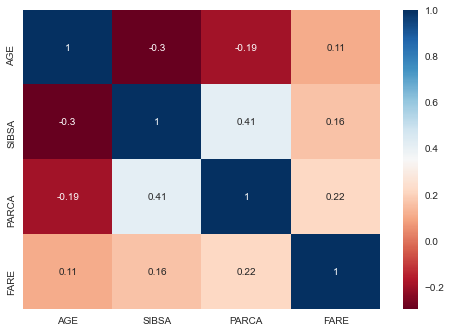 AGE 1 -0.3 -0.19 0.11
SIBSA -0.3 1 0.41 0.16
PARCA -0.19 0.41 1 0.22
FARE 0.11 0.16 0.22 1
AGE SIBSA PARCA FARE
1.0
0.8
0.6
0.4
0.2
0.0
−0.2